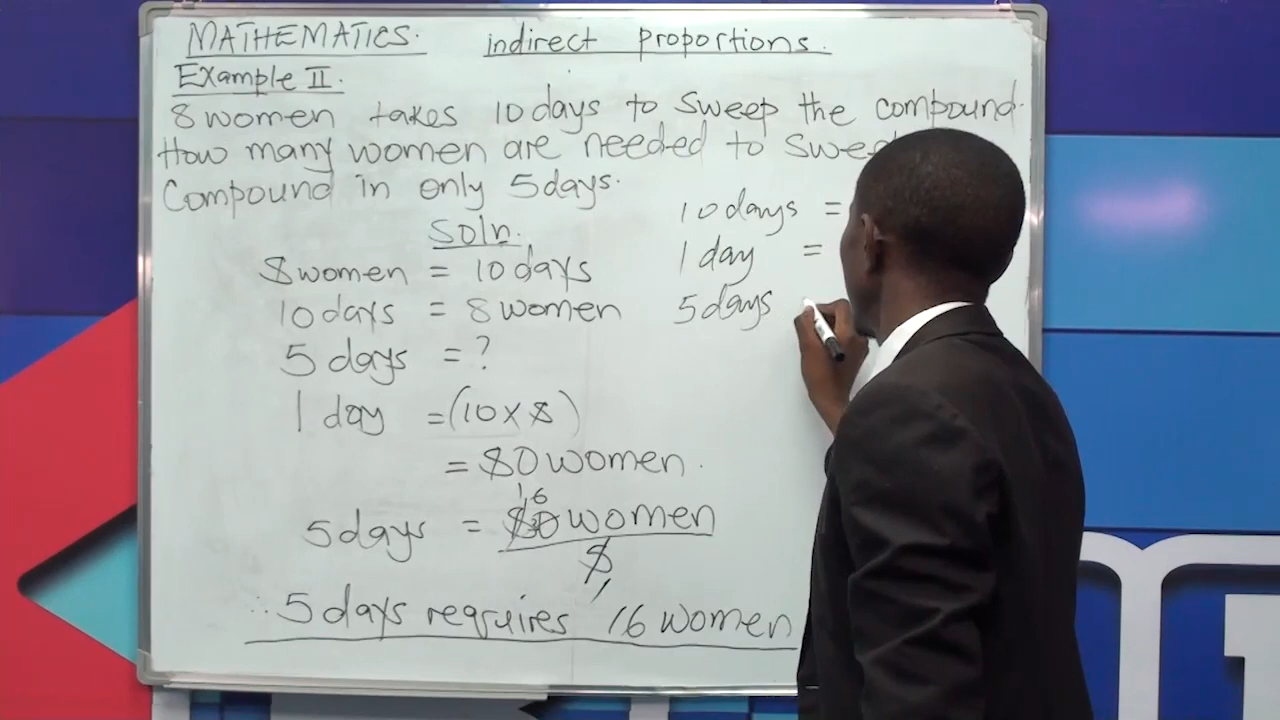 MATHEMATICS. indirect proportions.
Example II.
8 women takes 10 days to sweep the compound.
How many women are needed to
Compound in only 5 days.
Soln.
8 women = 10 days
10 days = 8 women
5 days = ?
1 day = (10 x 8)
= 80 women.
16
5 days = 80 women
5
1
∴ 5 days requires 16 women
10 days =
1 day =
5 days